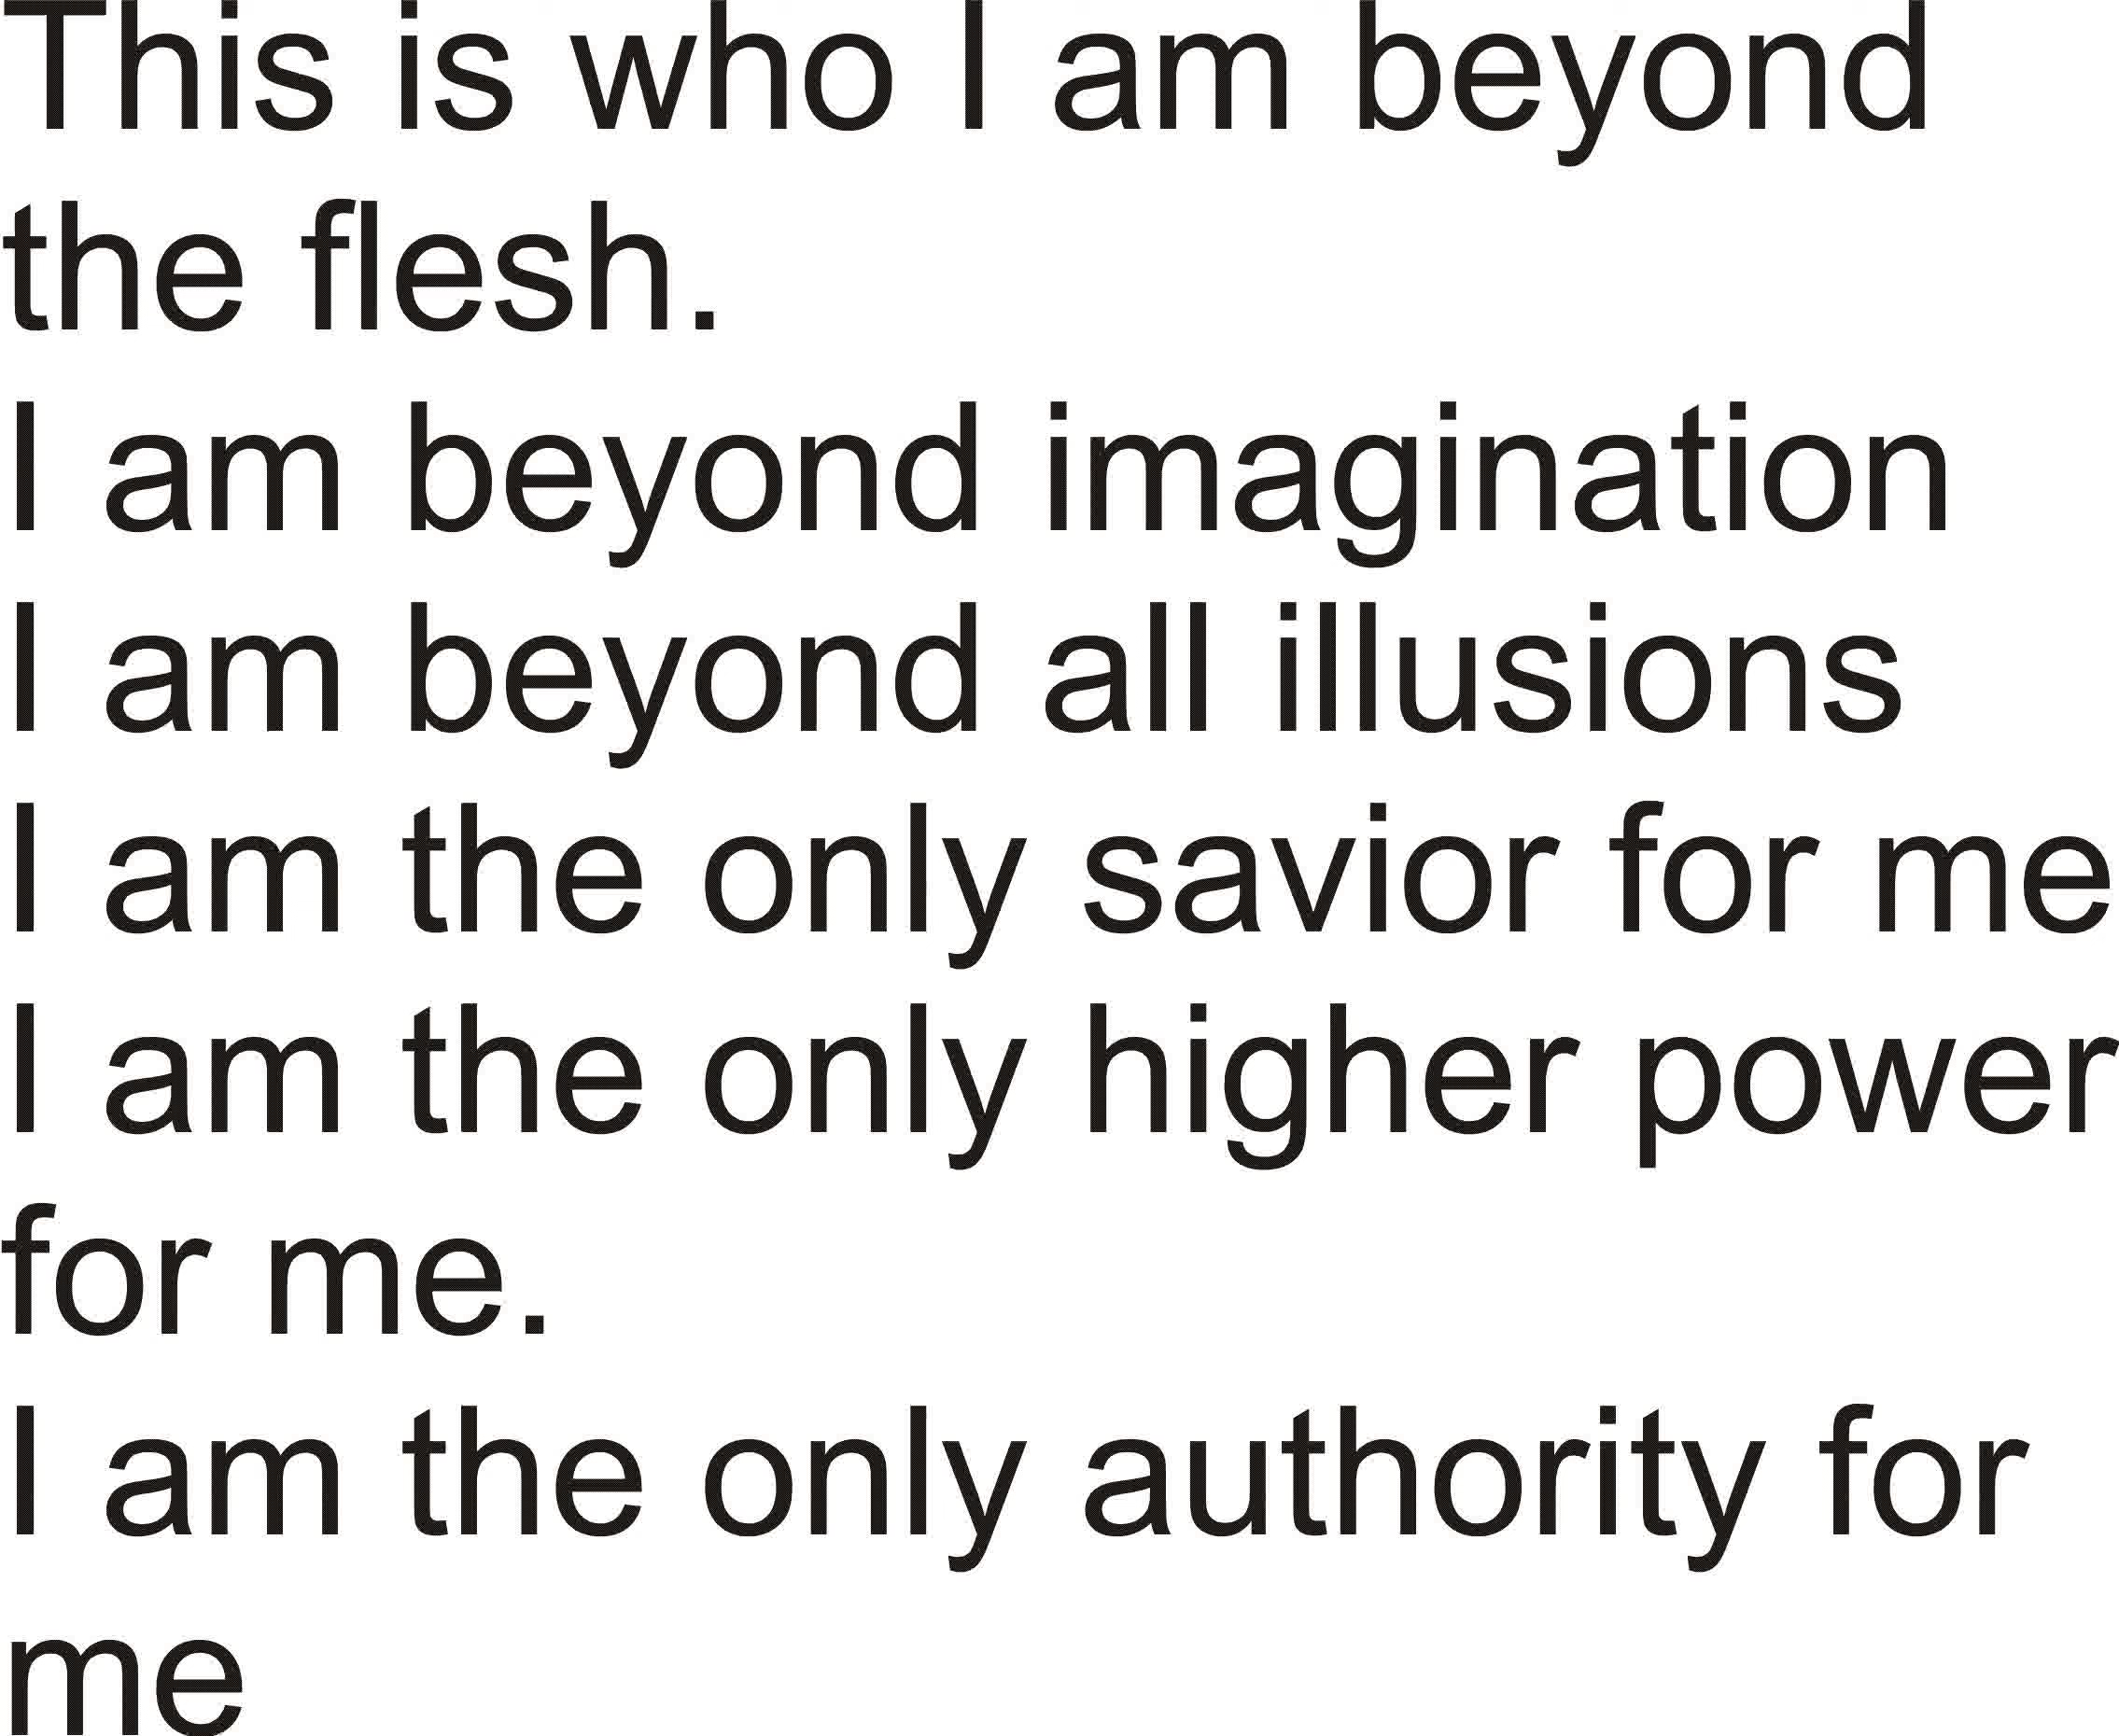 This is who I am beyond
the flesh.
I am beyond imagination
I am beyond all illusions
I am the only savior for me
I am the only higher power
for me.
I am the only authority for
me